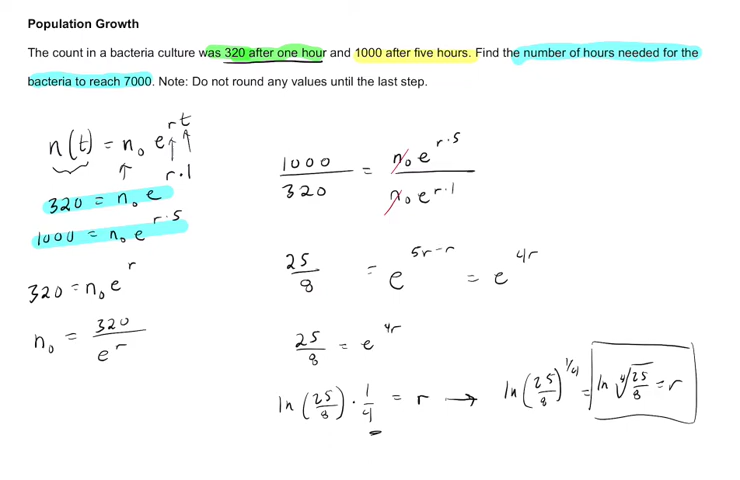 Population Growth
The count in a bacteria culture was 320 after one hour and 1000 after five hours. Find the number of hours needed for the
bacteria to reach 7000. Note: Do not round any values until the last step.
n(t) = n₀ e^(rt)
320 = n₀ e^(r·1)
1000 = n₀ e^(r·5)
320 = n₀ e^r
n₀ = 320/e^r
1000/320 = n₀ e^(r·5) / n₀ e^(r·1)
25/8 = e^(5r-r) = e^(4r)
25/8 = e^(4r)
ln(25/8) · 1/4 = r → ln(25/8)^(1/4) = ln ⁴√(25/8) = r